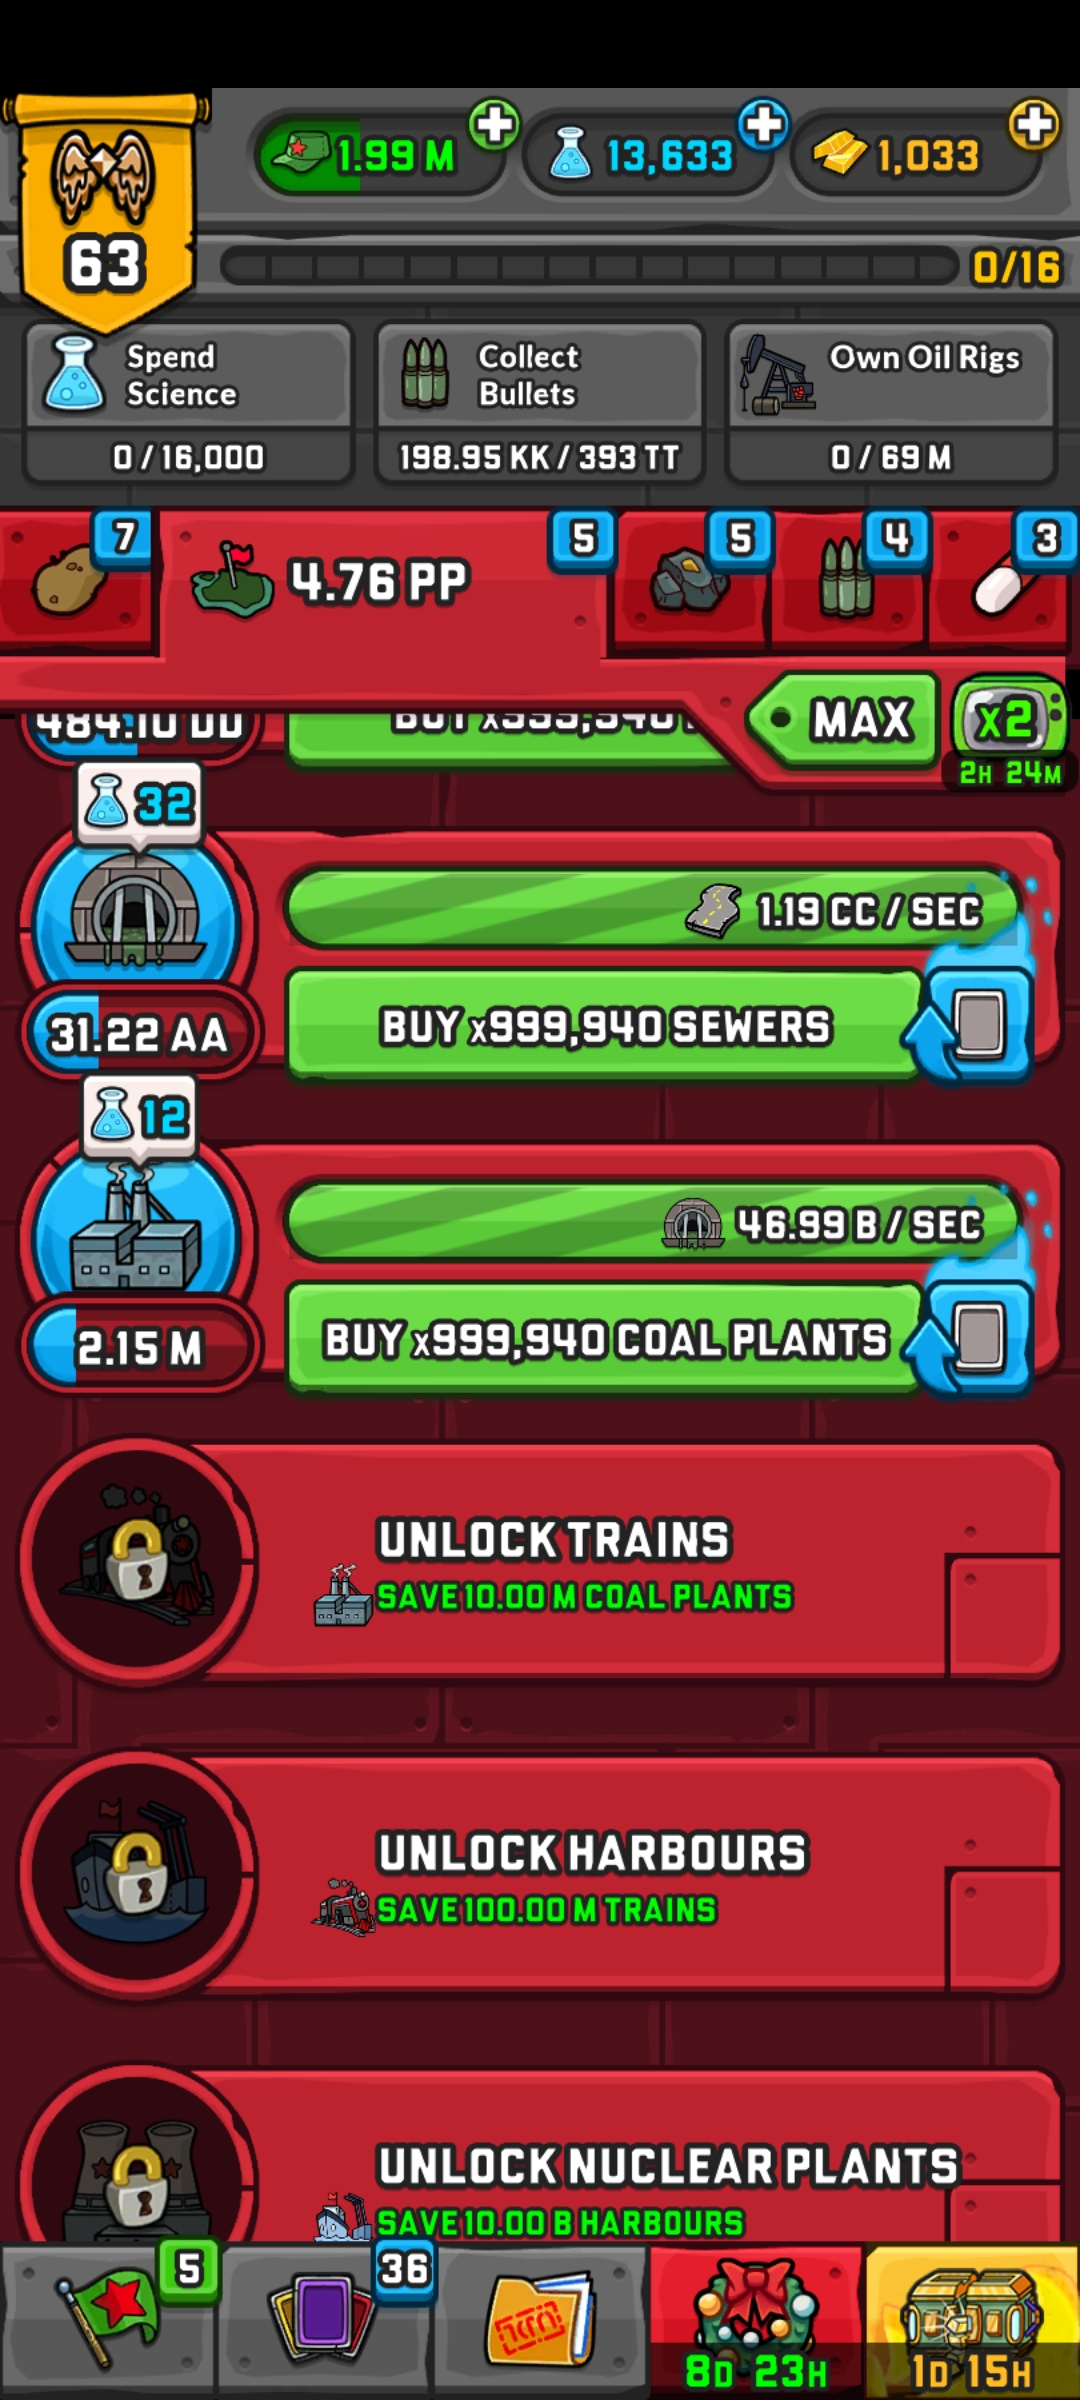 1.99 M
13,633
1,033
63
0/16
Spend
Science
0 / 16,000
Collect
Bullets
198.95 KK / 393 TT
Own Oil Rigs
0 / 69 M
7
4.76 PP
5
5
4
3
MAX
x2
2H 24M
32
1.19 CC / SEC
31.22 AA
BUY x999,940 SEWERS
12
46.99 B / SEC
2.15 M
BUY x999,940 COAL PLANTS
UNLOCK TRAINS
SAVE 10.00 M COAL PLANTS
UNLOCK HARBOURS
SAVE 100.00 M TRAINS
UNLOCK NUCLEAR PLANTS
SAVE 10.00 B HARBOURS
5
36
8D 23H
1D 15H